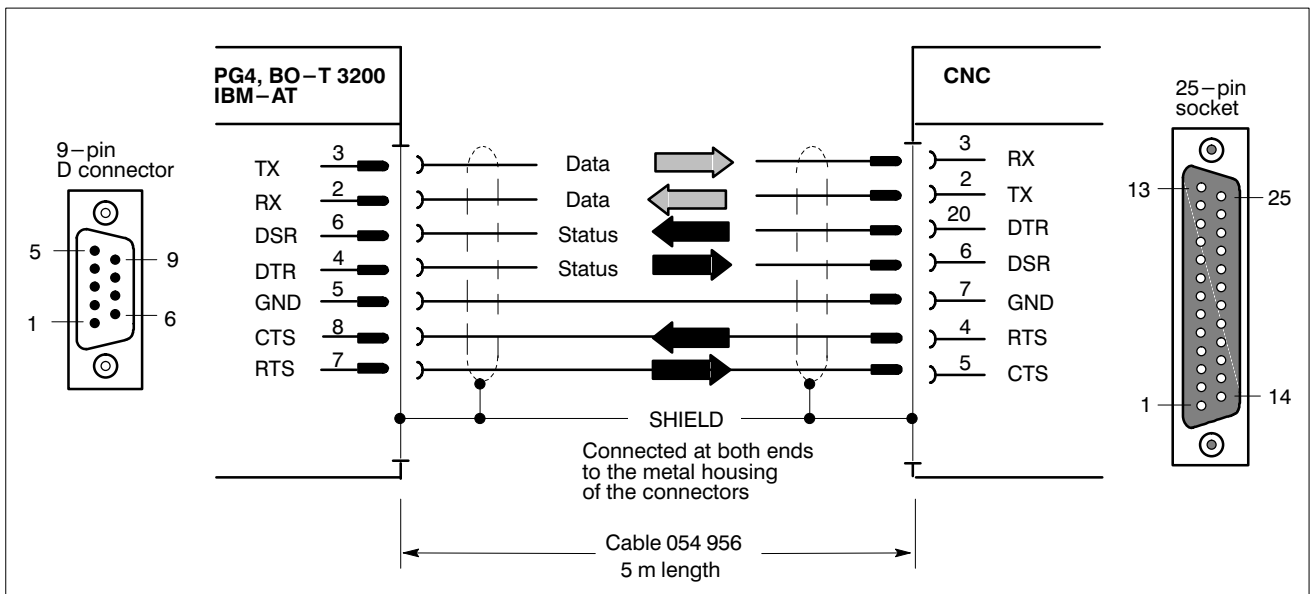 PG4, BO−T 3200
IBM−AT
CNC
9−pin
D connector
5
9
1
6
25−pin
socket
13
25
1
14
TX 3 Data 3 RX
RX 2 Data 2 TX
DSR 6 Status 20 DTR
DTR 4 Status 6 DSR
GND 5 7 GND
CTS 8 4 RTS
RTS 7 5 CTS
SHIELD
Connected at both ends
to the metal housing
of the connectors
Cable 054 956
5 m length